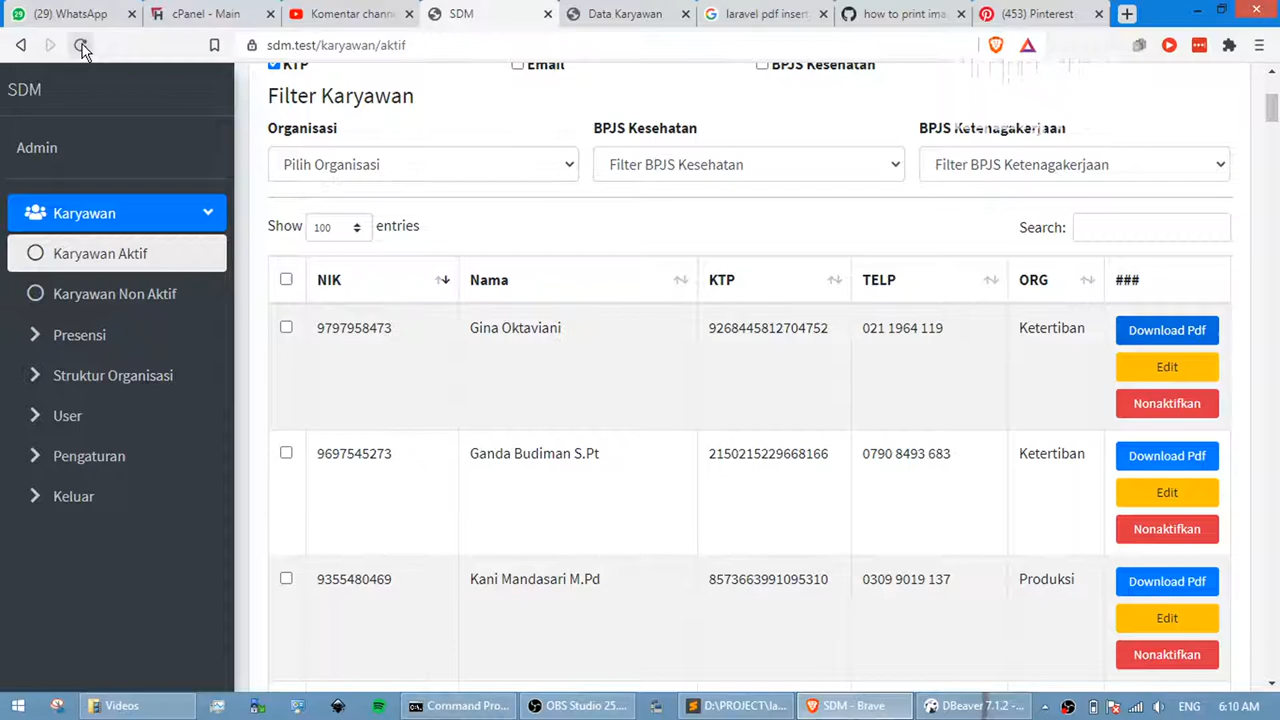 (29) WhatsApp
cPanel - Main
Komentar chann
SDM
Data Karyawan
laravel pdf insert
how to print ima
(453) Pinterest
sdm.test/karyawan/aktif
SDM
Admin
Karyawan
Karyawan Aktif
Karyawan Non Aktif
Presensi
Struktur Organisasi
User
Pengaturan
Keluar
KTP Email BPJS Kesehatan
Filter Karyawan
Organisasi BPJS Kesehatan BPJS Ketenagakerjaan
Pilih Organisasi Filter BPJS Kesehatan Filter BPJS Ketenagakerjaan
Show 100 entries Search:
NIK Nama KTP TELP ORG ###
9797958473 Gina Oktaviani 9268445812704752 021 1964 119 Ketertiban Download Pdf
Edit
Nonaktifkan
9697545273 Ganda Budiman S.Pt 2150215229668166 0790 8493 683 Ketertiban Download Pdf
Edit
Nonaktifkan
9355480469 Kani Mandasari M.Pd 8573663991095310 0309 9019 137 Produksi Download Pdf
Edit
Nonaktifkan
Videos
Command Pro...
OBS Studio 25....
D:\PROJECT\la...
SDM - Brave
DBeaver 7.1.2 -...
ENG
6:10 AM